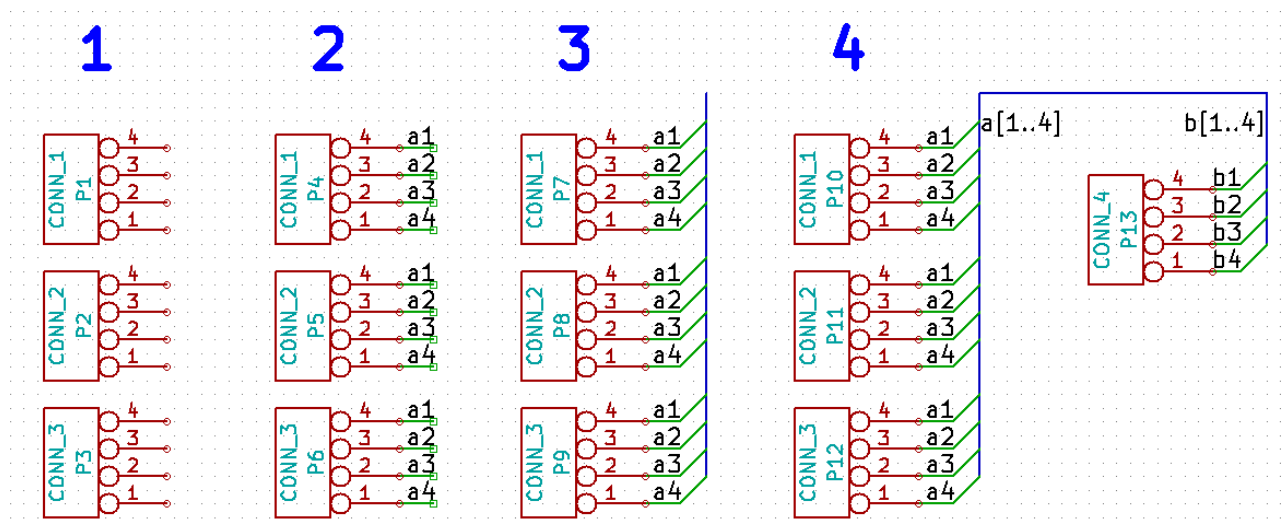 1 2 3 4
a[1..4] b[1..4]
CONN_1 P1 4 3 2 1
CONN_2 P2 4 3 2 1
CONN_3 P3 4 3 2 1
CONN_1 P4 4 3 2 1 a1 a2 a3 a4
CONN_2 P5 4 3 2 1 a1 a2 a3 a4
CONN_3 P6 4 3 2 1 a1 a2 a3 a4
CONN_1 P7 4 3 2 1 a1 a2 a3 a4
CONN_2 P8 4 3 2 1 a1 a2 a3 a4
CONN_3 P9 4 3 2 1 a1 a2 a3 a4
CONN_1 P10 4 3 2 1 a1 a2 a3 a4
CONN_2 P11 4 3 2 1 a1 a2 a3 a4
CONN_3 P12 4 3 2 1 a1 a2 a3 a4
CONN_4 P13 4 3 2 1 b1 b2 b3 b4